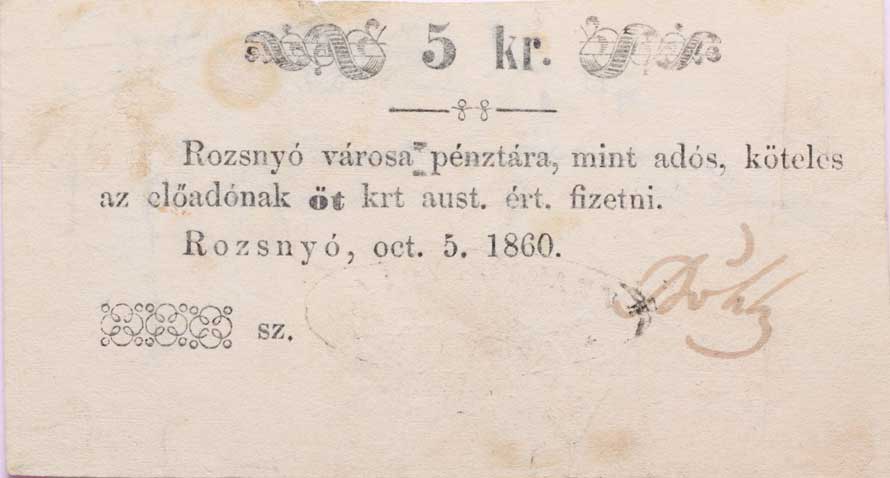 5 kr.
Rozsnyó városa pénztára, mint adós, köteles
az előadónak öt krt aust. ért. fizetni.
Rozsnyó, oct. 5. 1860.
sz.